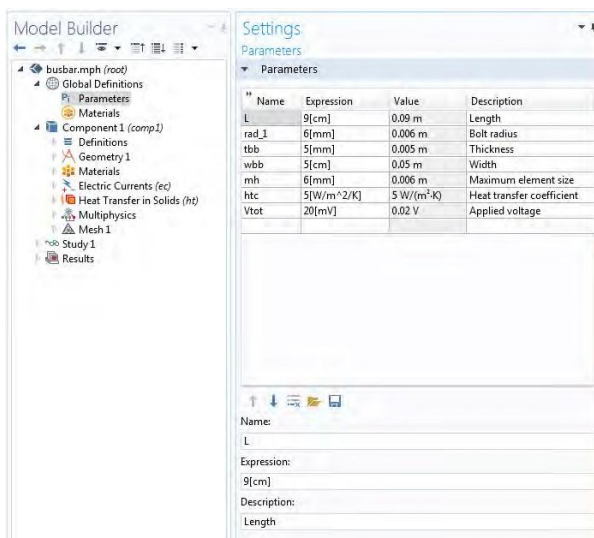 Model Builder
busbar.mph (root)
Global Definitions
Pi Parameters
Materials
Component 1 (comp1)
Definitions
Geometry 1
Materials
Electric Currents (ec)
Heat Transfer in Solids (ht)
Multiphysics
Mesh 1
Study 1
Results
Settings
Parameters
Parameters
Name Expression Value Description
L 9[cm] 0.09 m Length
rad_1 6[mm] 0.006 m Bolt radius
tbb 5[mm] 0.005 m Thickness
wbb 5[cm] 0.05 m Width
mh 6[mm] 0.006 m Maximum element size
htc 5[W/m^2/K] 5 W/(m²·K) Heat transfer coefficient
Vtot 20[mV] 0.02 V Applied voltage
Name:
L
Expression:
9[cm]
Description:
Length